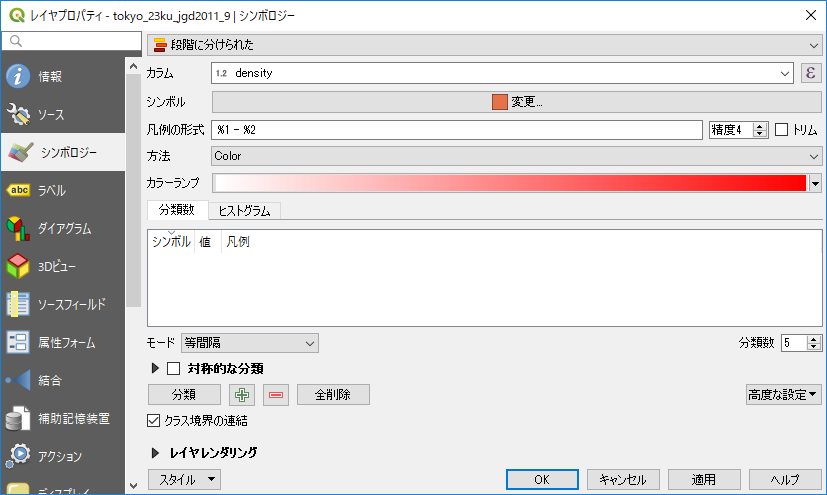 レイヤプロパティ - tokyo_23ku_jgd2011_9 | シンボロジー
段階に分けられた
情報
ソース
シンボロジー
abc ラベル
ダイアグラム
3Dビュー
ソースフィールド
属性フォーム
結合
補助記憶装置
アクション
ディスプレイ
カラム 1.2 density ε
シンボル 変更...
凡例の形式 %1 - %2 精度4 トリム
方法 Color
カラーランプ
分類数 ヒストグラム
シンボル 値 凡例
モード 等間隔 分類数 5
対称的な分類
分類 全削除 高度な設定
クラス境界の連結
レイヤレンダリング
スタイル OK キャンセル 適用 ヘルプ